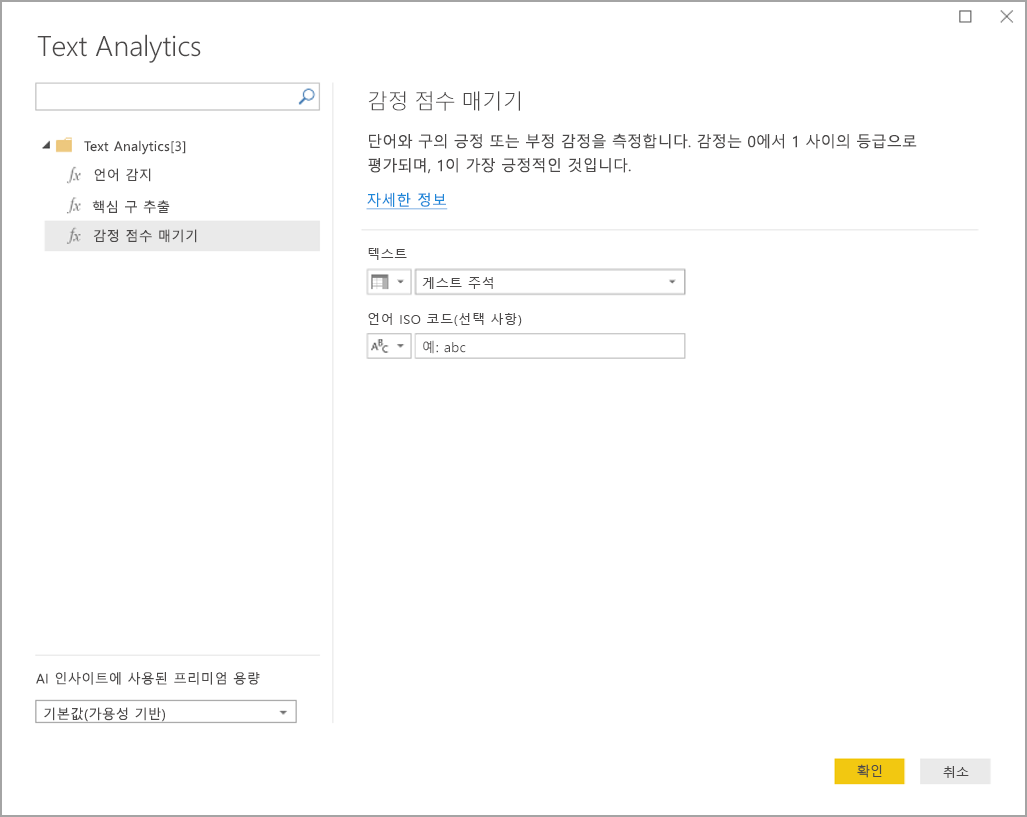 Text Analytics
Text Analytics[3]
fx 언어 감지
fx 핵심 구 추출
fx 감정 점수 매기기
AI 인사이트에 사용된 프리미엄 용량
기본값(가용성 기반)
감정 점수 매기기
단어와 구의 긍정 또는 부정 감정을 측정합니다. 감정는 0에서 1 사이의 등급으로
평가되며, 1이 가장 긍정적인 것입니다.
자세한 정보
텍스트
게스트 주석
언어 ISO 코드(선택 사항)
ABC 예: abc
확인 취소